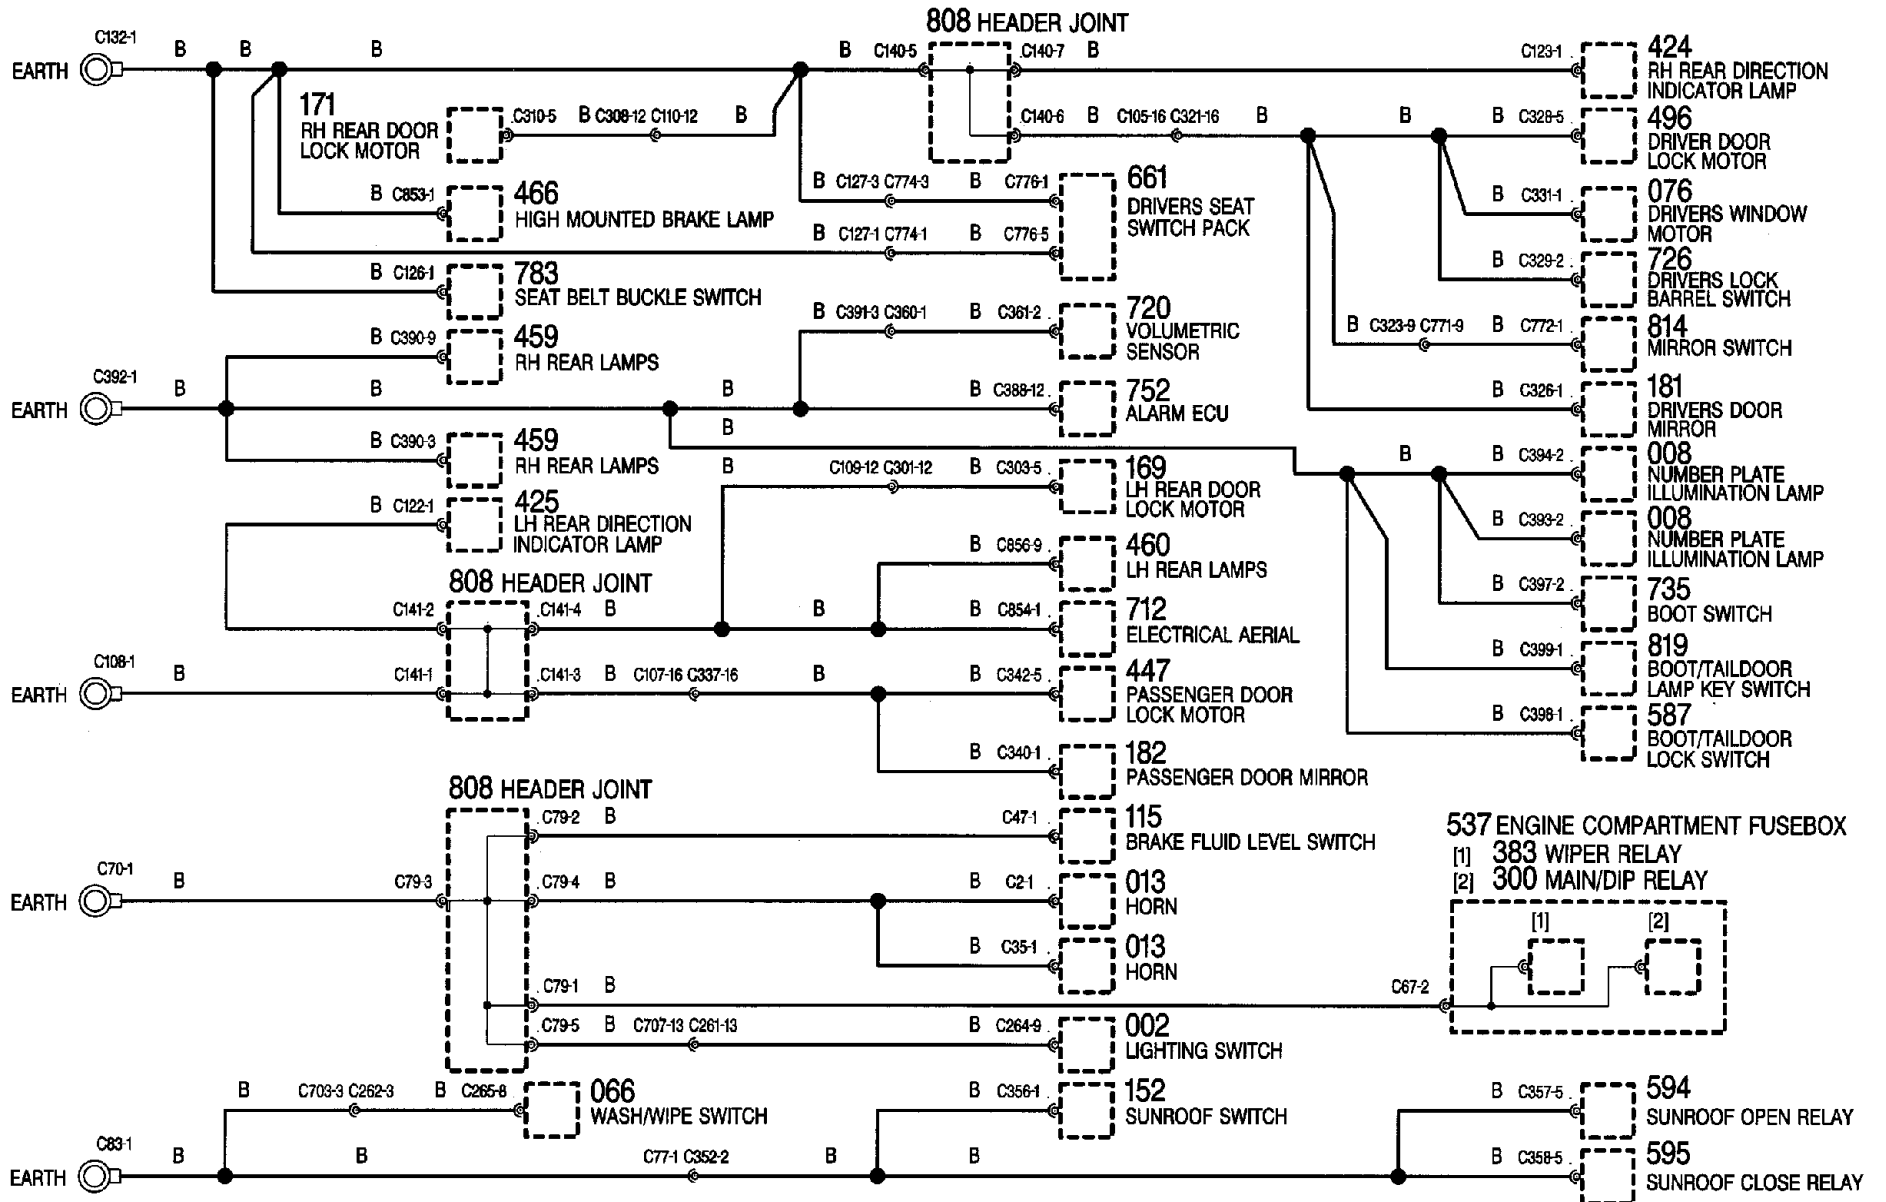 808 HEADER JOINT
C132-1 B B B B C140-5 C140-7 B C123-1 424
EARTH RH REAR DIRECTION
INDICATOR LAMP
171
RH REAR DOOR
LOCK MOTOR
C310-5 B C308-12 C110-12 B
C140-6 B C105-16 C321-16 B B B C328-5 496
DRIVER DOOR
LOCK MOTOR
B C853-1 466
HIGH MOUNTED BRAKE LAMP
B C127-3 C774-3 B C776-1 661
DRIVERS SEAT
SWITCH PACK
B C127-1 C774-1 B C776-5
B C331-1 076
DRIVERS WINDOW
MOTOR
B C126-1 783
SEAT BELT BUCKLE SWITCH
B C329-2 726
DRIVERS LOCK
BARREL SWITCH
B C391-3 C360-1 B C361-2 720
VOLUMETRIC
SENSOR
B C323-9 C771-9 B C772-1 814
MIRROR SWITCH
B C390-9 459
RH REAR LAMPS
C392-1 B B B B C388-12 752
EARTH ALARM ECU
B
B C326-1 181
DRIVERS DOOR
MIRROR
B C390-3 459
RH REAR LAMPS
B C109-12 C301-12 B C303-5 169
LH REAR DOOR
LOCK MOTOR
B B C394-2 008
NUMBER PLATE
ILLUMINATION LAMP
B C122-1 425
LH REAR DIRECTION
INDICATOR LAMP
B C393-2 008
NUMBER PLATE
ILLUMINATION LAMP
B C856-9 460
LH REAR LAMPS
808 HEADER JOINT
C141-2 C141-4 B B B C854-1 712
ELECTRICAL AERIAL
B C397-2 735
BOOT SWITCH
C108-1 B C141-1 C141-3 B C107-16 C337-16 B B C342-5 447
EARTH PASSENGER DOOR
LOCK MOTOR
B C399-1 819
BOOT/TAILDOOR
LAMP KEY SWITCH
B C398-1 587
BOOT/TAILDOOR
LOCK SWITCH
B C340-1 182
PASSENGER DOOR MIRROR
808 HEADER JOINT
C79-2 B C47-1 115
BRAKE FLUID LEVEL SWITCH
537 ENGINE COMPARTMENT FUSEBOX
[1] 383 WIPER RELAY
[2] 300 MAIN/DIP RELAY
C70-1 B C79-3 C79-4 B B C2-1 013
EARTH HORN
[1] [2]
B C35-1 013
HORN
C79-1 B C67-2
C79-5 B C707-13 C261-13 B C264-9 002
LIGHTING SWITCH
B C703-3 C262-3 B C265-8 066
WASH/WIPE SWITCH
B C356-1 152
SUNROOF SWITCH
B C357-5 594
SUNROOF OPEN RELAY
C83-1 B B C77-1 C352-2 B B B C358-5 595
EARTH SUNROOF CLOSE RELAY